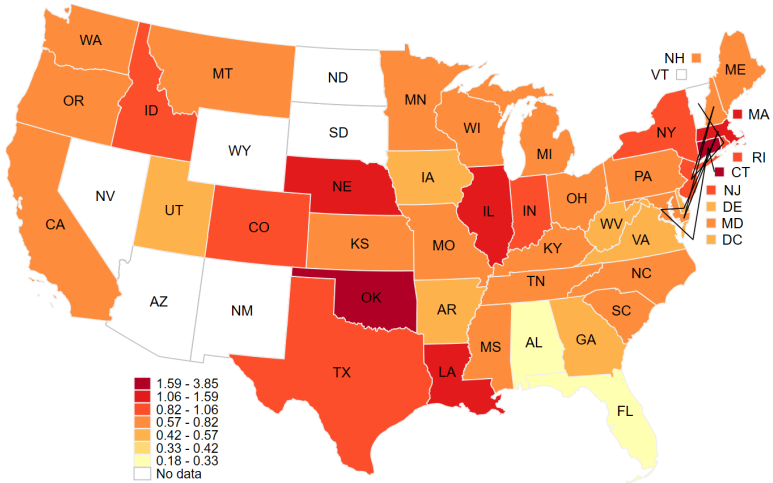 WA
NH
ME
VT
MT
ND
MN
OR
ID
SD
WI
MI
NY
MA
RI
CT
WY
NE
IA
PA
NJ
NV
UT
CO
IL
IN
OH
WV
VA
DE
MD
DC
CA
KS
MO
KY
NC
TN
AZ
NM
OK
AR
SC
MS
AL
GA
TX
LA
FL
1.59 - 3.85
1.06 - 1.59
0.82 - 1.06
0.57 - 0.82
0.42 - 0.57
0.33 - 0.42
0.18 - 0.33
No data